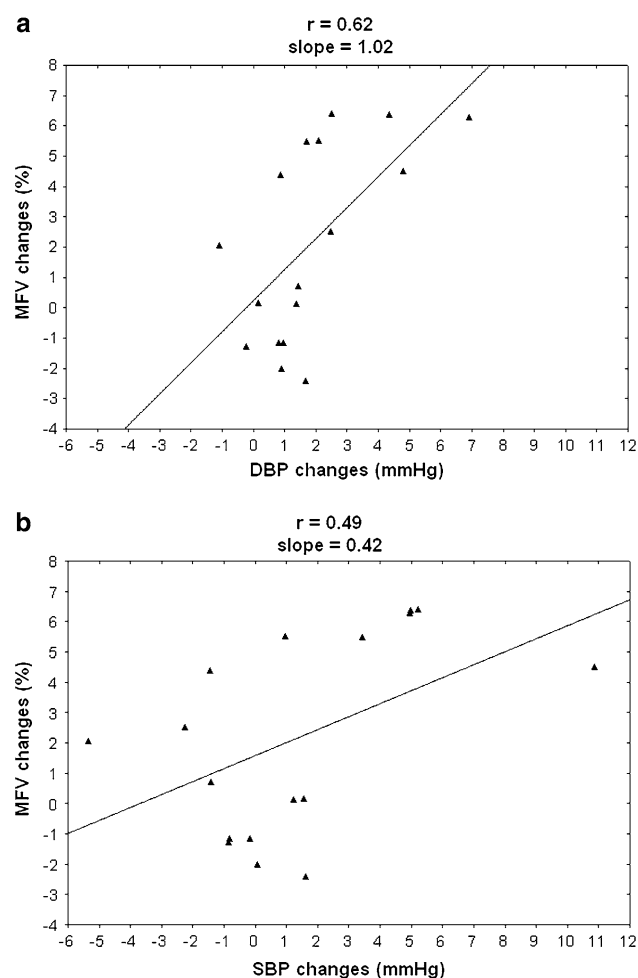 a
r = 0.62
slope = 1.02
8
7
6
5
4
3
2
1
0
-1
-2
-3
-4
MFV changes (%)
-6 -5 -4 -3 -2 -1 0 1 2 3 4 5 6 7 8 9 10 11 12
DBP changes (mmHg)
b
r = 0.49
slope = 0.42
8
7
6
5
4
3
2
1
0
-1
-2
-3
-4
MFV changes (%)
-6 -5 -4 -3 -2 -1 0 1 2 3 4 5 6 7 8 9 10 11 12
SBP changes (mmHg)